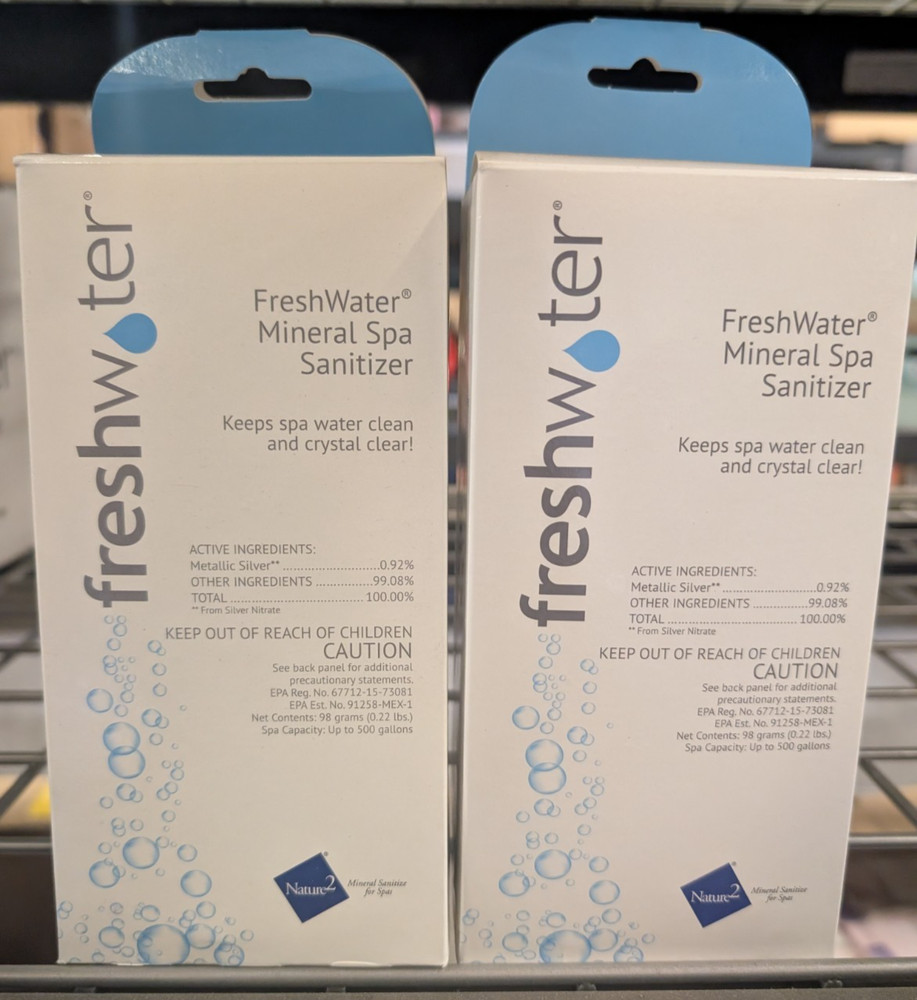 freshwater®
FreshWater®
Mineral Spa
Sanitizer
Keeps spa water clean
and crystal clear!
ACTIVE INGREDIENTS:
Metallic Silver** ..............................0.92%
OTHER INGREDIENTS ..............99.08%
TOTAL ................................. 100.00%
** From Silver Nitrate
KEEP OUT OF REACH OF CHILDREN
CAUTION
See back panel for additional
precautionary statements.
EPA Reg. No. 67712-15-73081
EPA Est. No. 91258-MEX-1
Net Contents: 98 grams (0.22 lbs.)
Spa Capacity: Up to 500 gallons
Nature2® Mineral Sanitizer
for Spas
freshwater®
FreshWater®
Mineral Spa
Sanitizer
Keeps spa water clean
and crystal clear!
ACTIVE INGREDIENTS:
Metallic Silver** ..............................0.92%
OTHER INGREDIENTS ..............99.08%
TOTAL ................................. 100.00%
** From Silver Nitrate
KEEP OUT OF REACH OF CHILDREN
CAUTION
See back panel for additional
precautionary statements.
EPA Reg. No. 67712-15-73081
EPA Est. No. 91258-MEX-1
Net Contents: 98 grams (0.22 lbs.)
Spa Capacity: Up to 500 gallons
Nature2® Mineral Sanitizer
for Spas